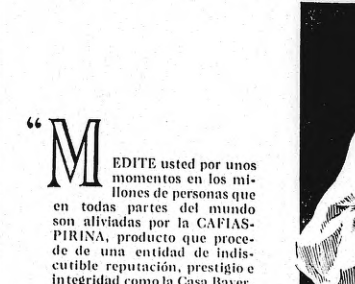 “MEDITE usted por unos
momentos en los mi-
llones de personas que
en todas partes del mundo
son aliviadas por la CAFIAS-
PIRINA, producto que proce-
de de una entidad de indis-
cutible reputación, prestigio e
integridad como la Casa Bayer.